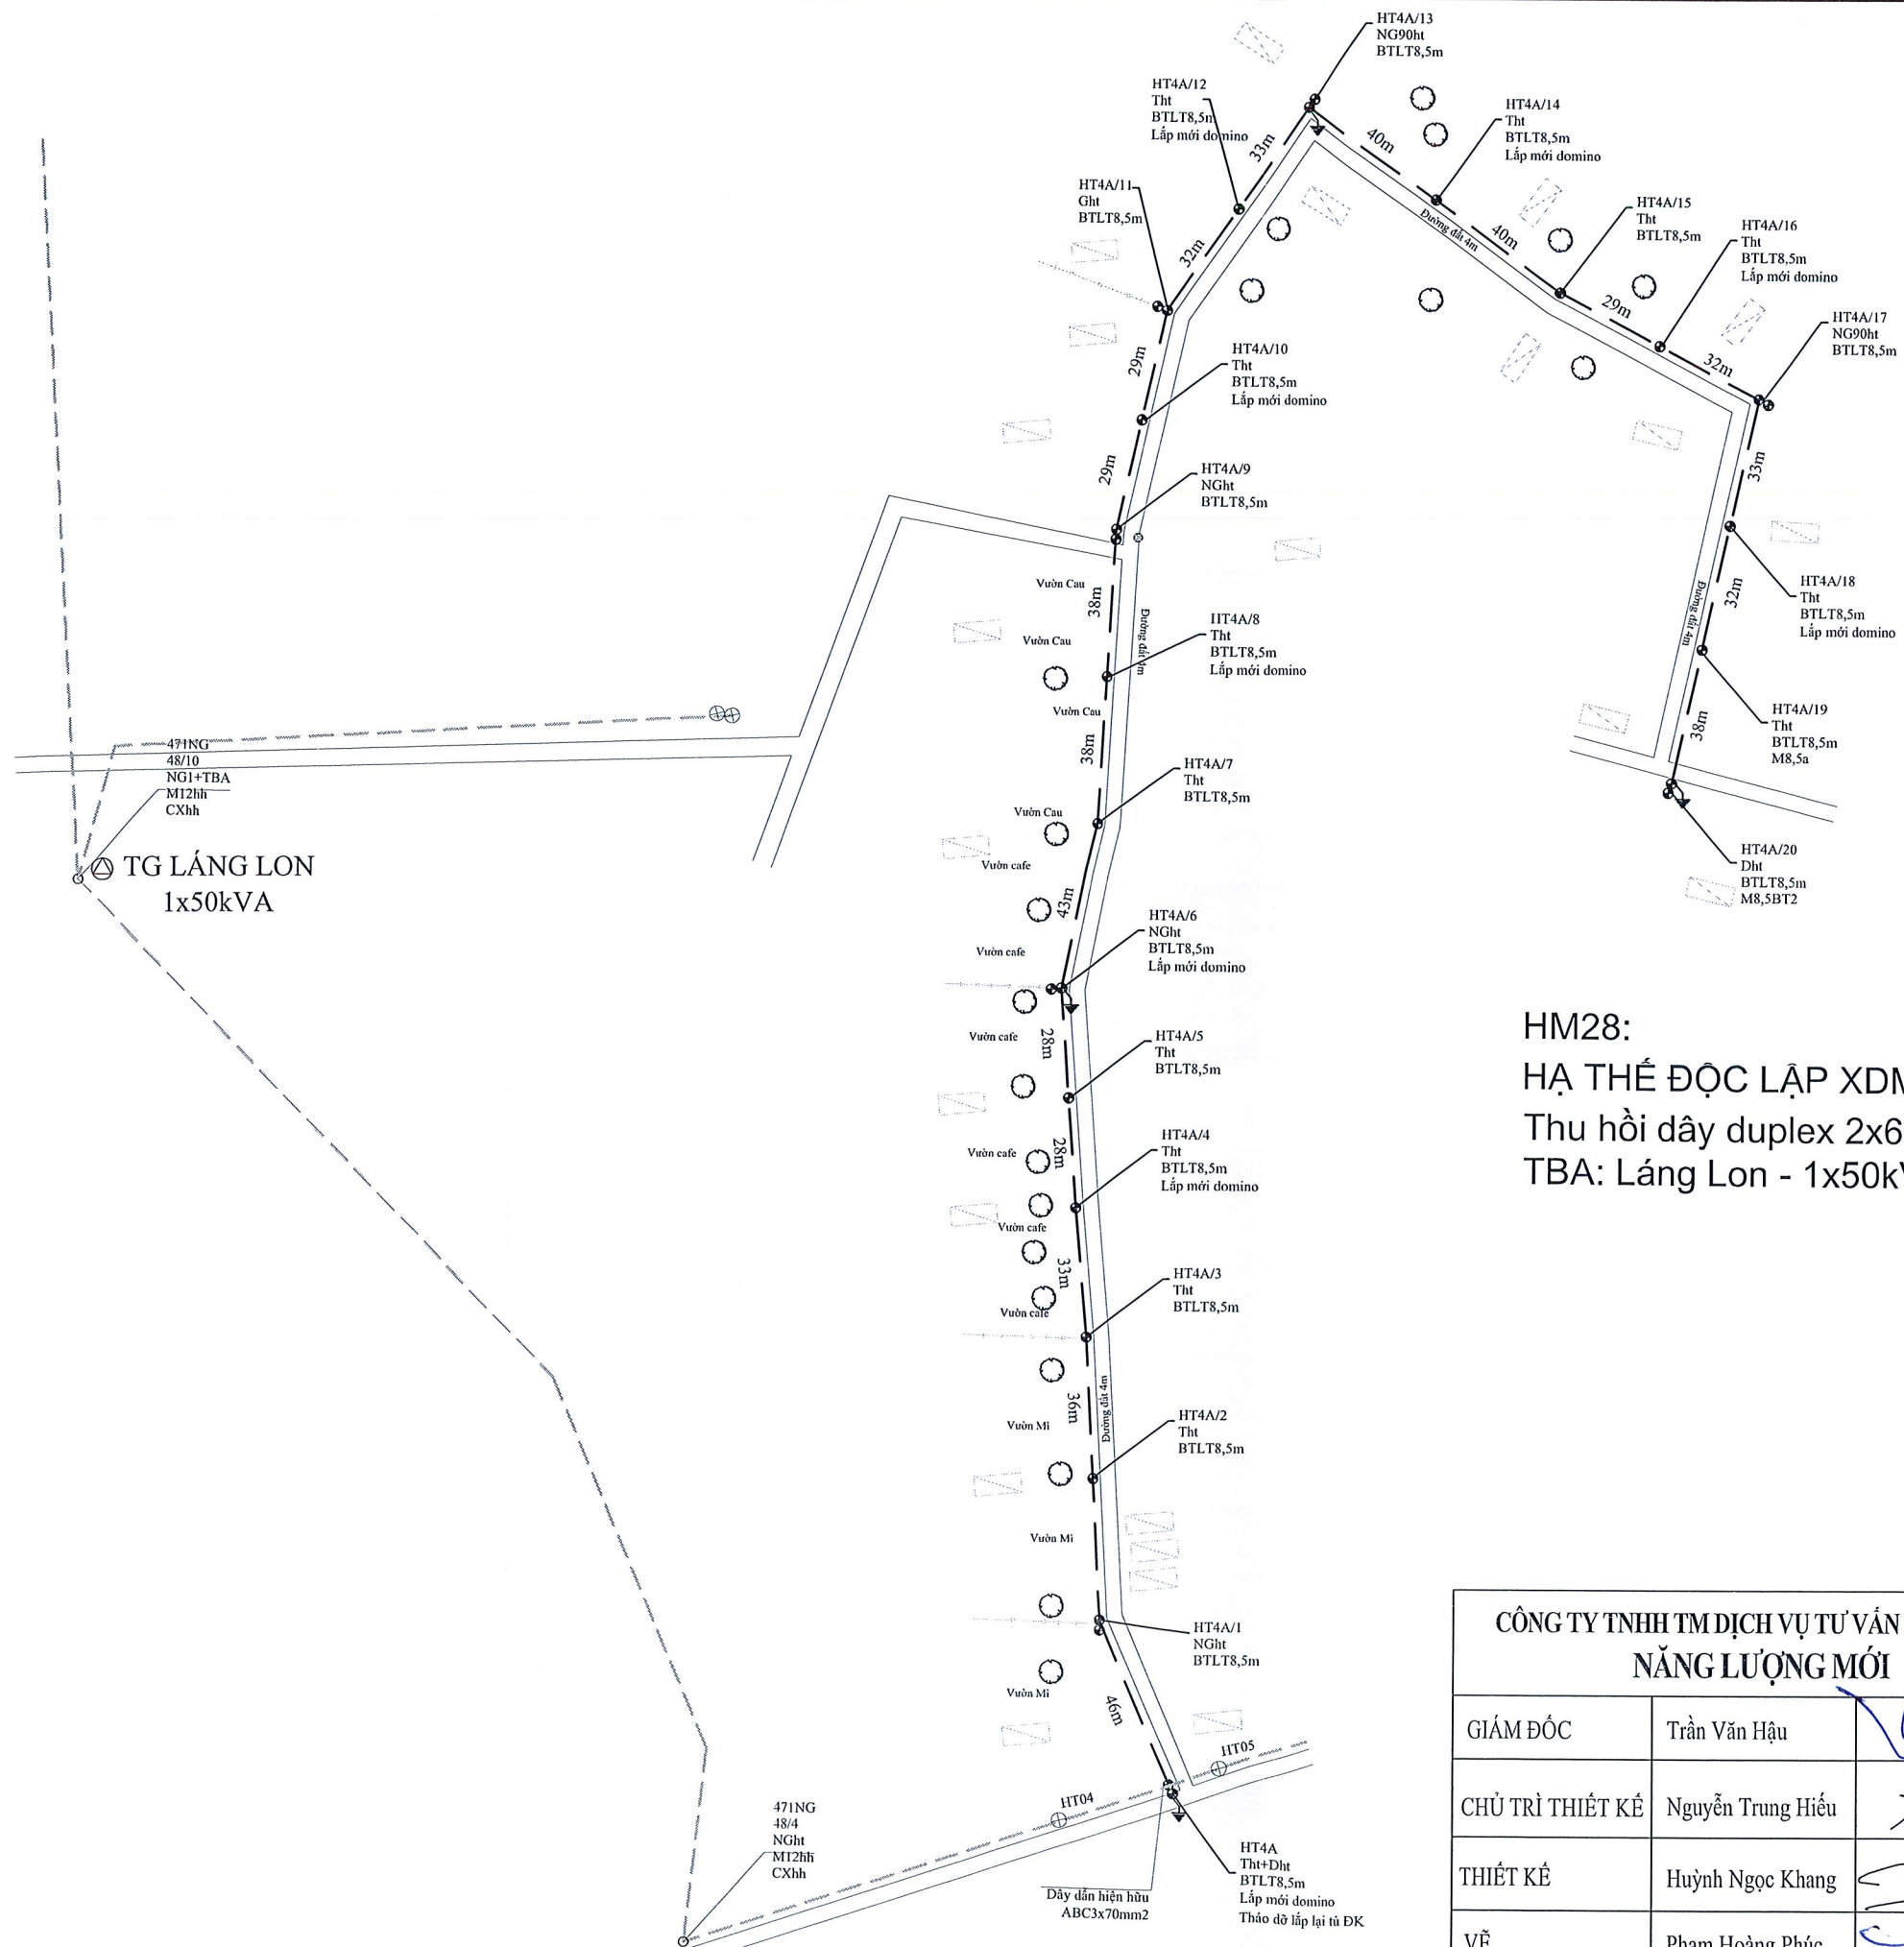 HT4A/13
NG90ht
BTLT8,5m
HT4A/12
Tht
BTLT8,5m
Lắp mới domino
33m
40m
HT4A/14
Tht
BTLT8,5m
Lắp mới domino
HT4A/11
Ght
BTLT8,5m
32m
Đường đất 4m
40m
HT4A/15
Tht
BTLT8,5m
HT4A/16
Tht
BTLT8,5m
Lắp mới domino
29m
32m
HT4A/17
NG90ht
BTLT8,5m
29m
HT4A/10
Tht
BTLT8,5m
Lắp mới domino
29m
33m
HT4A/9
NGht
BTLT8,5m
Vườn Cau
38m
Đường đất 4m
32m
HT4A/18
Tht
BTLT8,5m
Lắp mới domino
Đường đất 4m
Vườn Cau
HT4A/8
Tht
BTLT8,5m
Lắp mới domino
Vườn Cau
38m
38m
HT4A/19
Tht
BTLT8,5m
M8,5a
471NG
48/10
NG1+TBA
M12hh
CXhh
HT4A/7
Tht
BTLT8,5m
Vườn Cau
TG LÁNG LON
1x50kVA
Vườn cafe
43m
HT4A/20
Dht
BTLT8,5m
M8,5BT2
HT4A/6
NGht
BTLT8,5m
Lắp mới domino
Vườn cafe
Vườn cafe
28m
HT4A/5
Tht
BTLT8,5m
HM28:
HẠ THẾ ĐỘC LẬP XDM
Thu hồi dây duplex 2x6
TBA: Láng Lon - 1x50kV
Vườn cafe
28m
HT4A/4
Tht
BTLT8,5m
Lắp mới domino
Vườn cafe
33m
HT4A/3
Tht
BTLT8,5m
Vườn cafe
36m
Đường đất 4m
HT4A/2
Tht
BTLT8,5m
Vườn Mì
Vườn Mì
HT4A/1
NGht
BTLT8,5m
Vườn Mì
46m
HT05
HT04
471NG
48/4
NGht
M12hh
CXhh
HT4A
Tht+Dht
BTLT8,5m
Lắp mới domino
Tháo dỡ lắp lại tủ ĐK
Dây dẫn hiện hữu
ABC3x70mm2
CÔNG TY TNHH TM DỊCH VỤ TƯ VẤN
NĂNG LƯỢNG MỚI
GIÁM ĐỐC Trần Văn Hậu
CHỦ TRÌ THIẾT KẾ Nguyễn Trung Hiếu
THIẾT KẾ Huỳnh Ngọc Khang
VẼ Phạm Hoàng Phúc